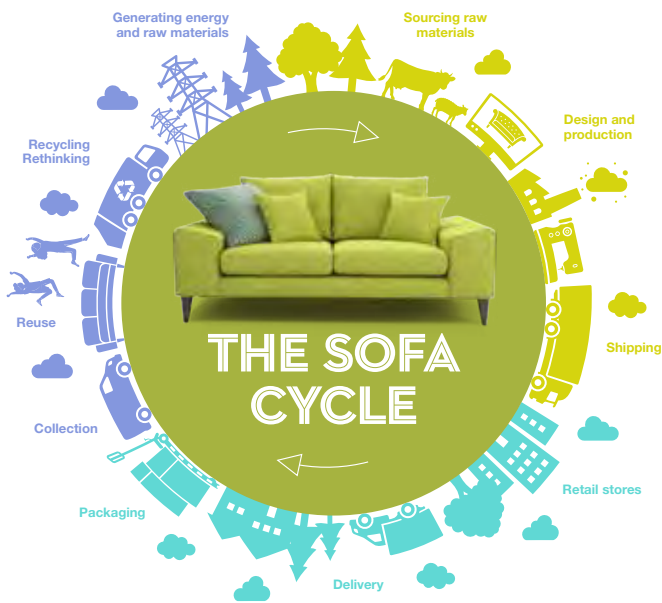 Generating energy
and raw materials
Sourcing raw
materials
Design and
production
Recycling
Rethinking
Reuse
Shipping
THE SOFA
CYCLE
Collection
Retail stores
Packaging
Delivery